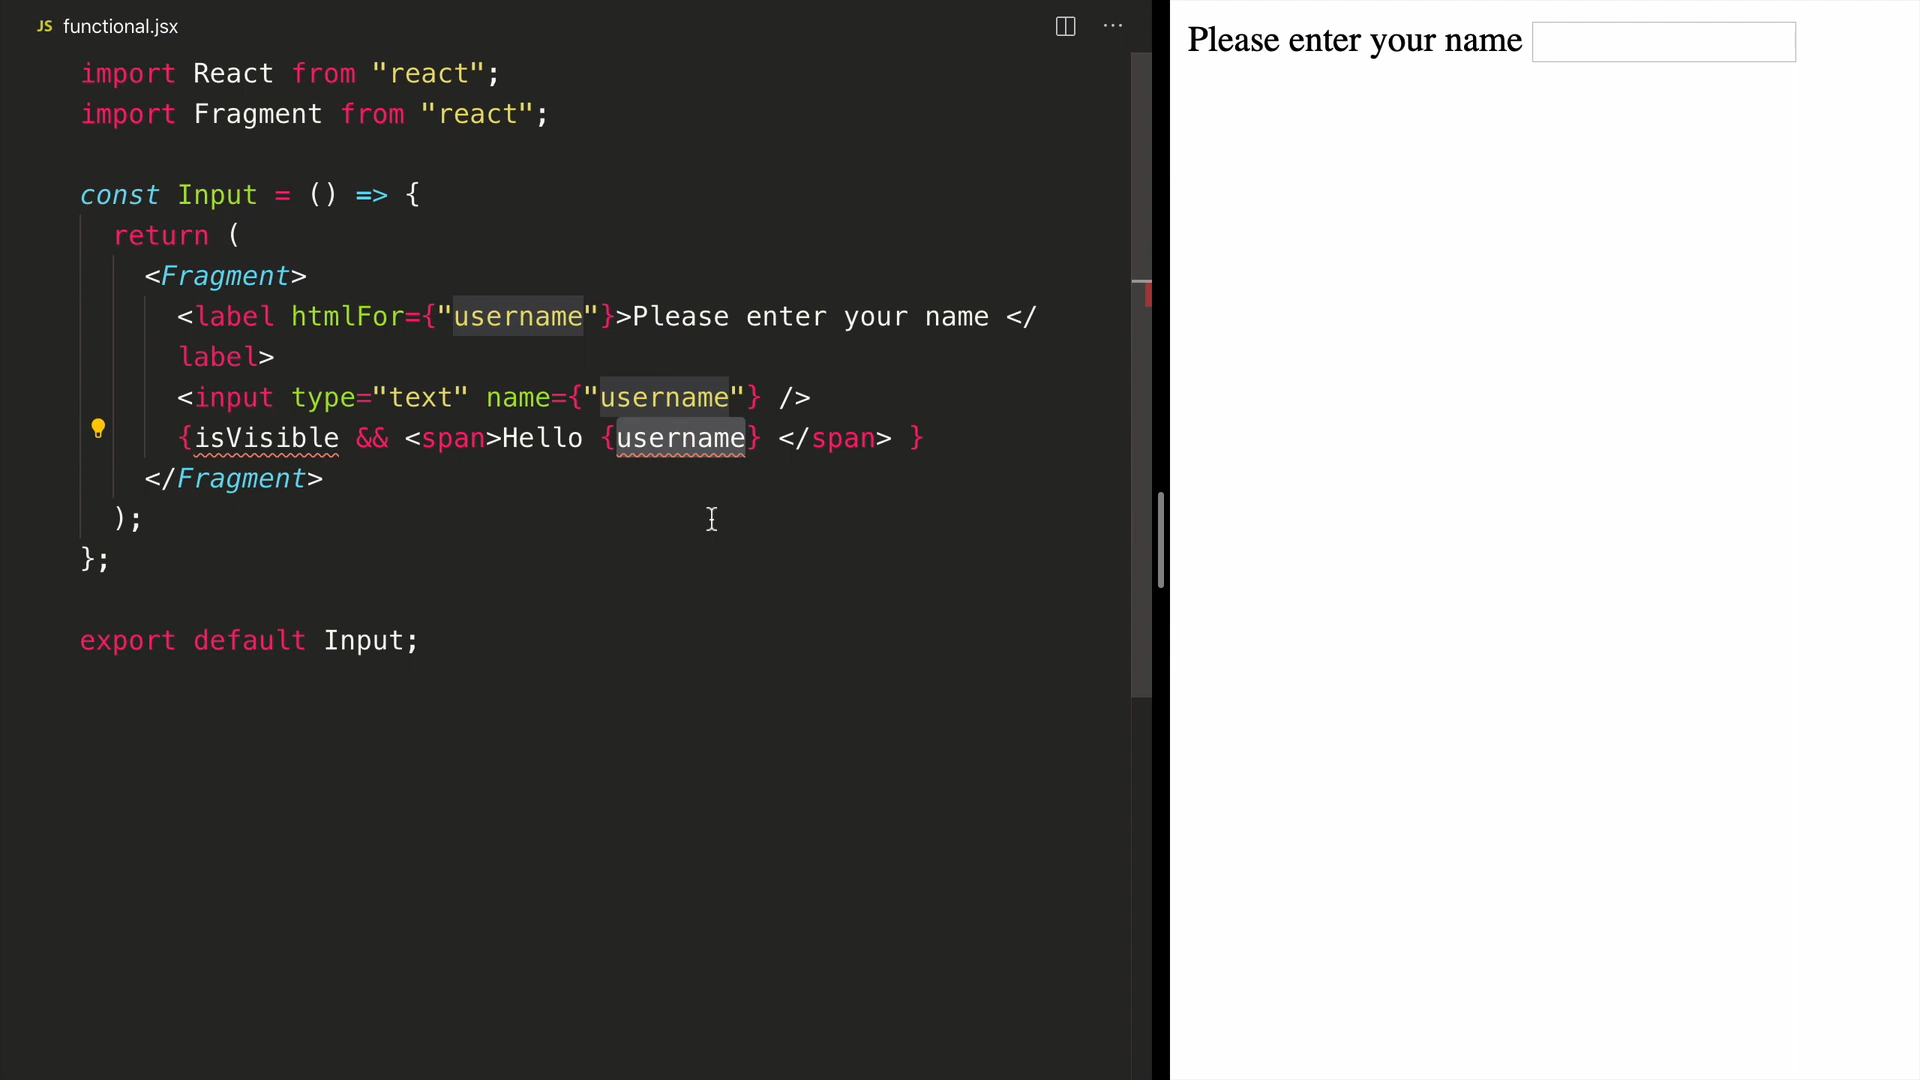 JS functional.jsx
import React from "react";
import Fragment from "react";
const Input = () => {
return (
<Fragment>
<label htmlFor={"username"}>Please enter your name </
label>
<input type="text" name={"username"} />
{isVisible && <span>Hello {username} </span> }
</Fragment>
);
};
export default Input;
Please enter your name